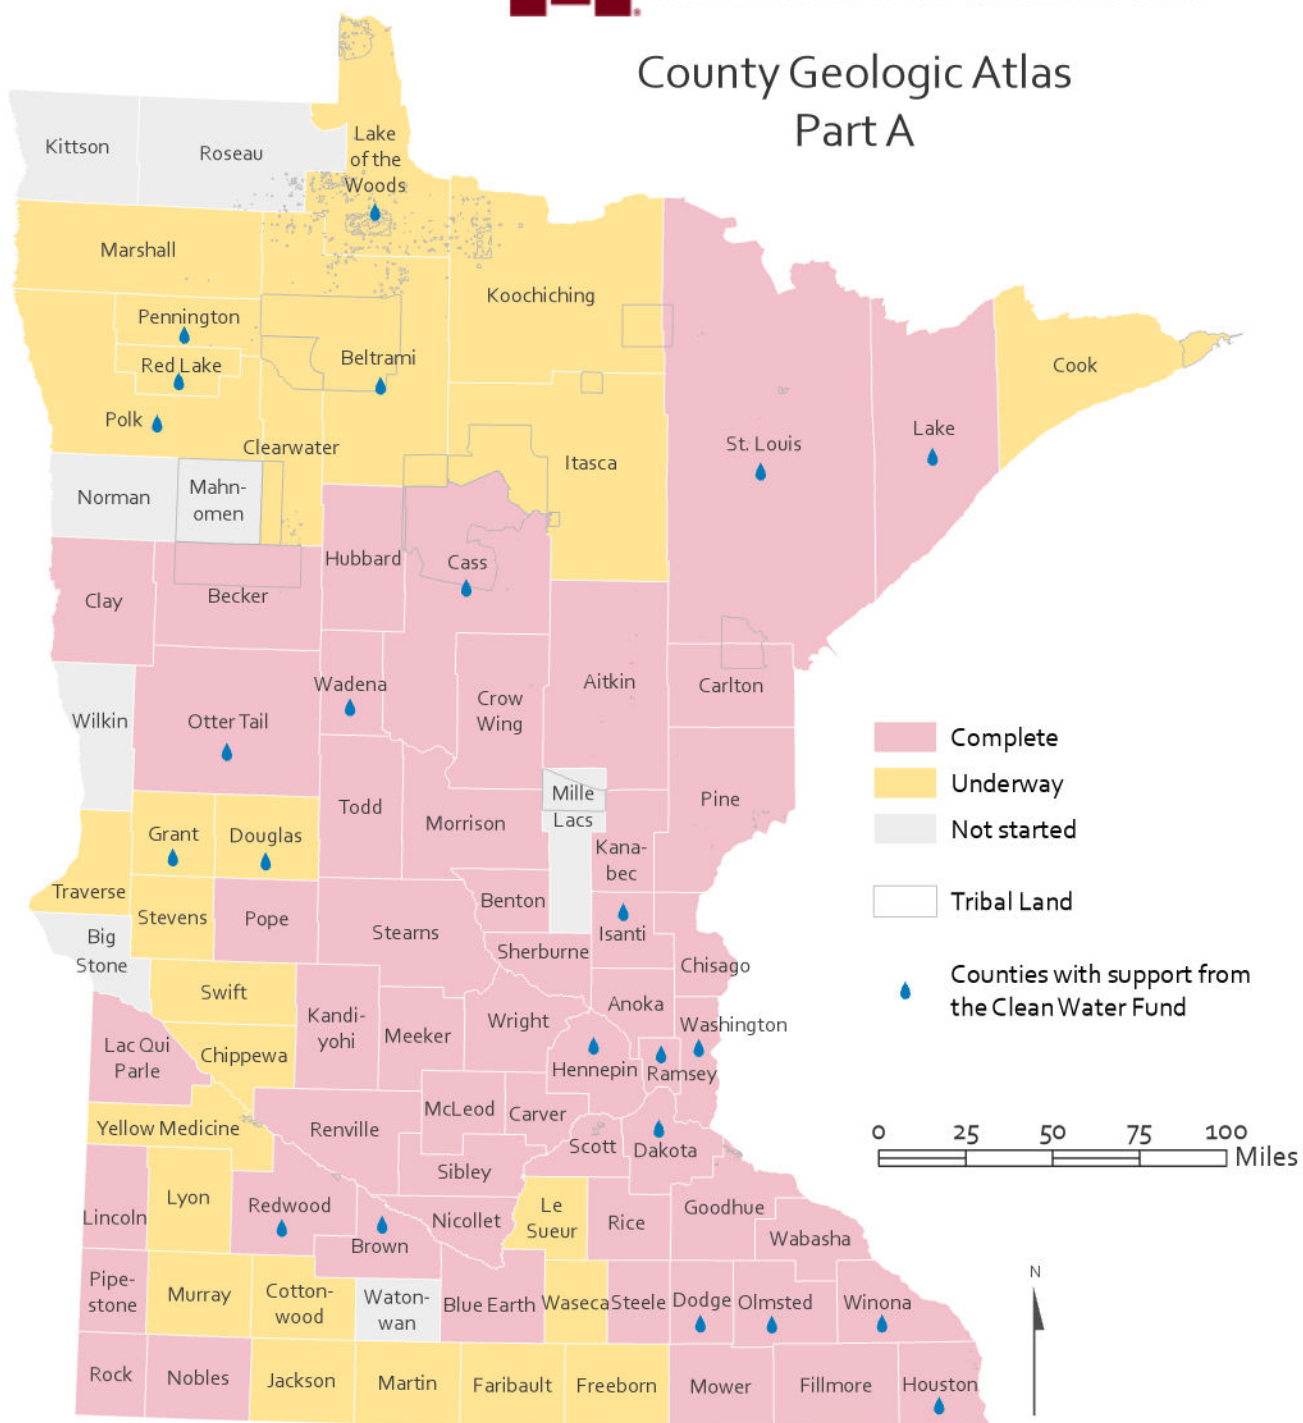 County Geologic Atlas
Part A
Kittson
Roseau
Lake
of the
Woods
Marshall
Koochiching
Pennington
Red Lake
Beltrami
Cook
Polk
Clearwater
Itasca
St. Louis
Lake
Norman
Mahn-
omen
Hubbard
Cass
Clay
Becker
Wilkin
Otter Tail
Wadena
Crow
Wing
Aitkin
Carlton
Todd
Morrison
Mille
Lacs
Kana-
bec
Pine
Grant
Douglas
Traverse
Stevens
Pope
Stearns
Benton
Isanti
Big
Stone
Sherburne
Chisago
Swift
Kandi-
yohi
Meeker
Wright
Anoka
Washington
Lac Qui
Parle
Chippewa
Hennepin
Ramsey
Yellow Medicine
Renville
McLeod
Carver
Scott
Dakota
Sibley
Lincoln
Lyon
Redwood
Brown
Nicollet
Le
Sueur
Rice
Goodhue
Wabasha
Pipe-
stone
Murray
Cotton-
wood
Waton-
wan
Blue Earth
Waseca
Steele
Dodge
Olmsted
Winona
Rock
Nobles
Jackson
Martin
Faribault
Freeborn
Mower
Fillmore
Houston
Complete
Underway
Not started
Tribal Land
Counties with support from
the Clean Water Fund
0 25 50 75 100
Miles
N